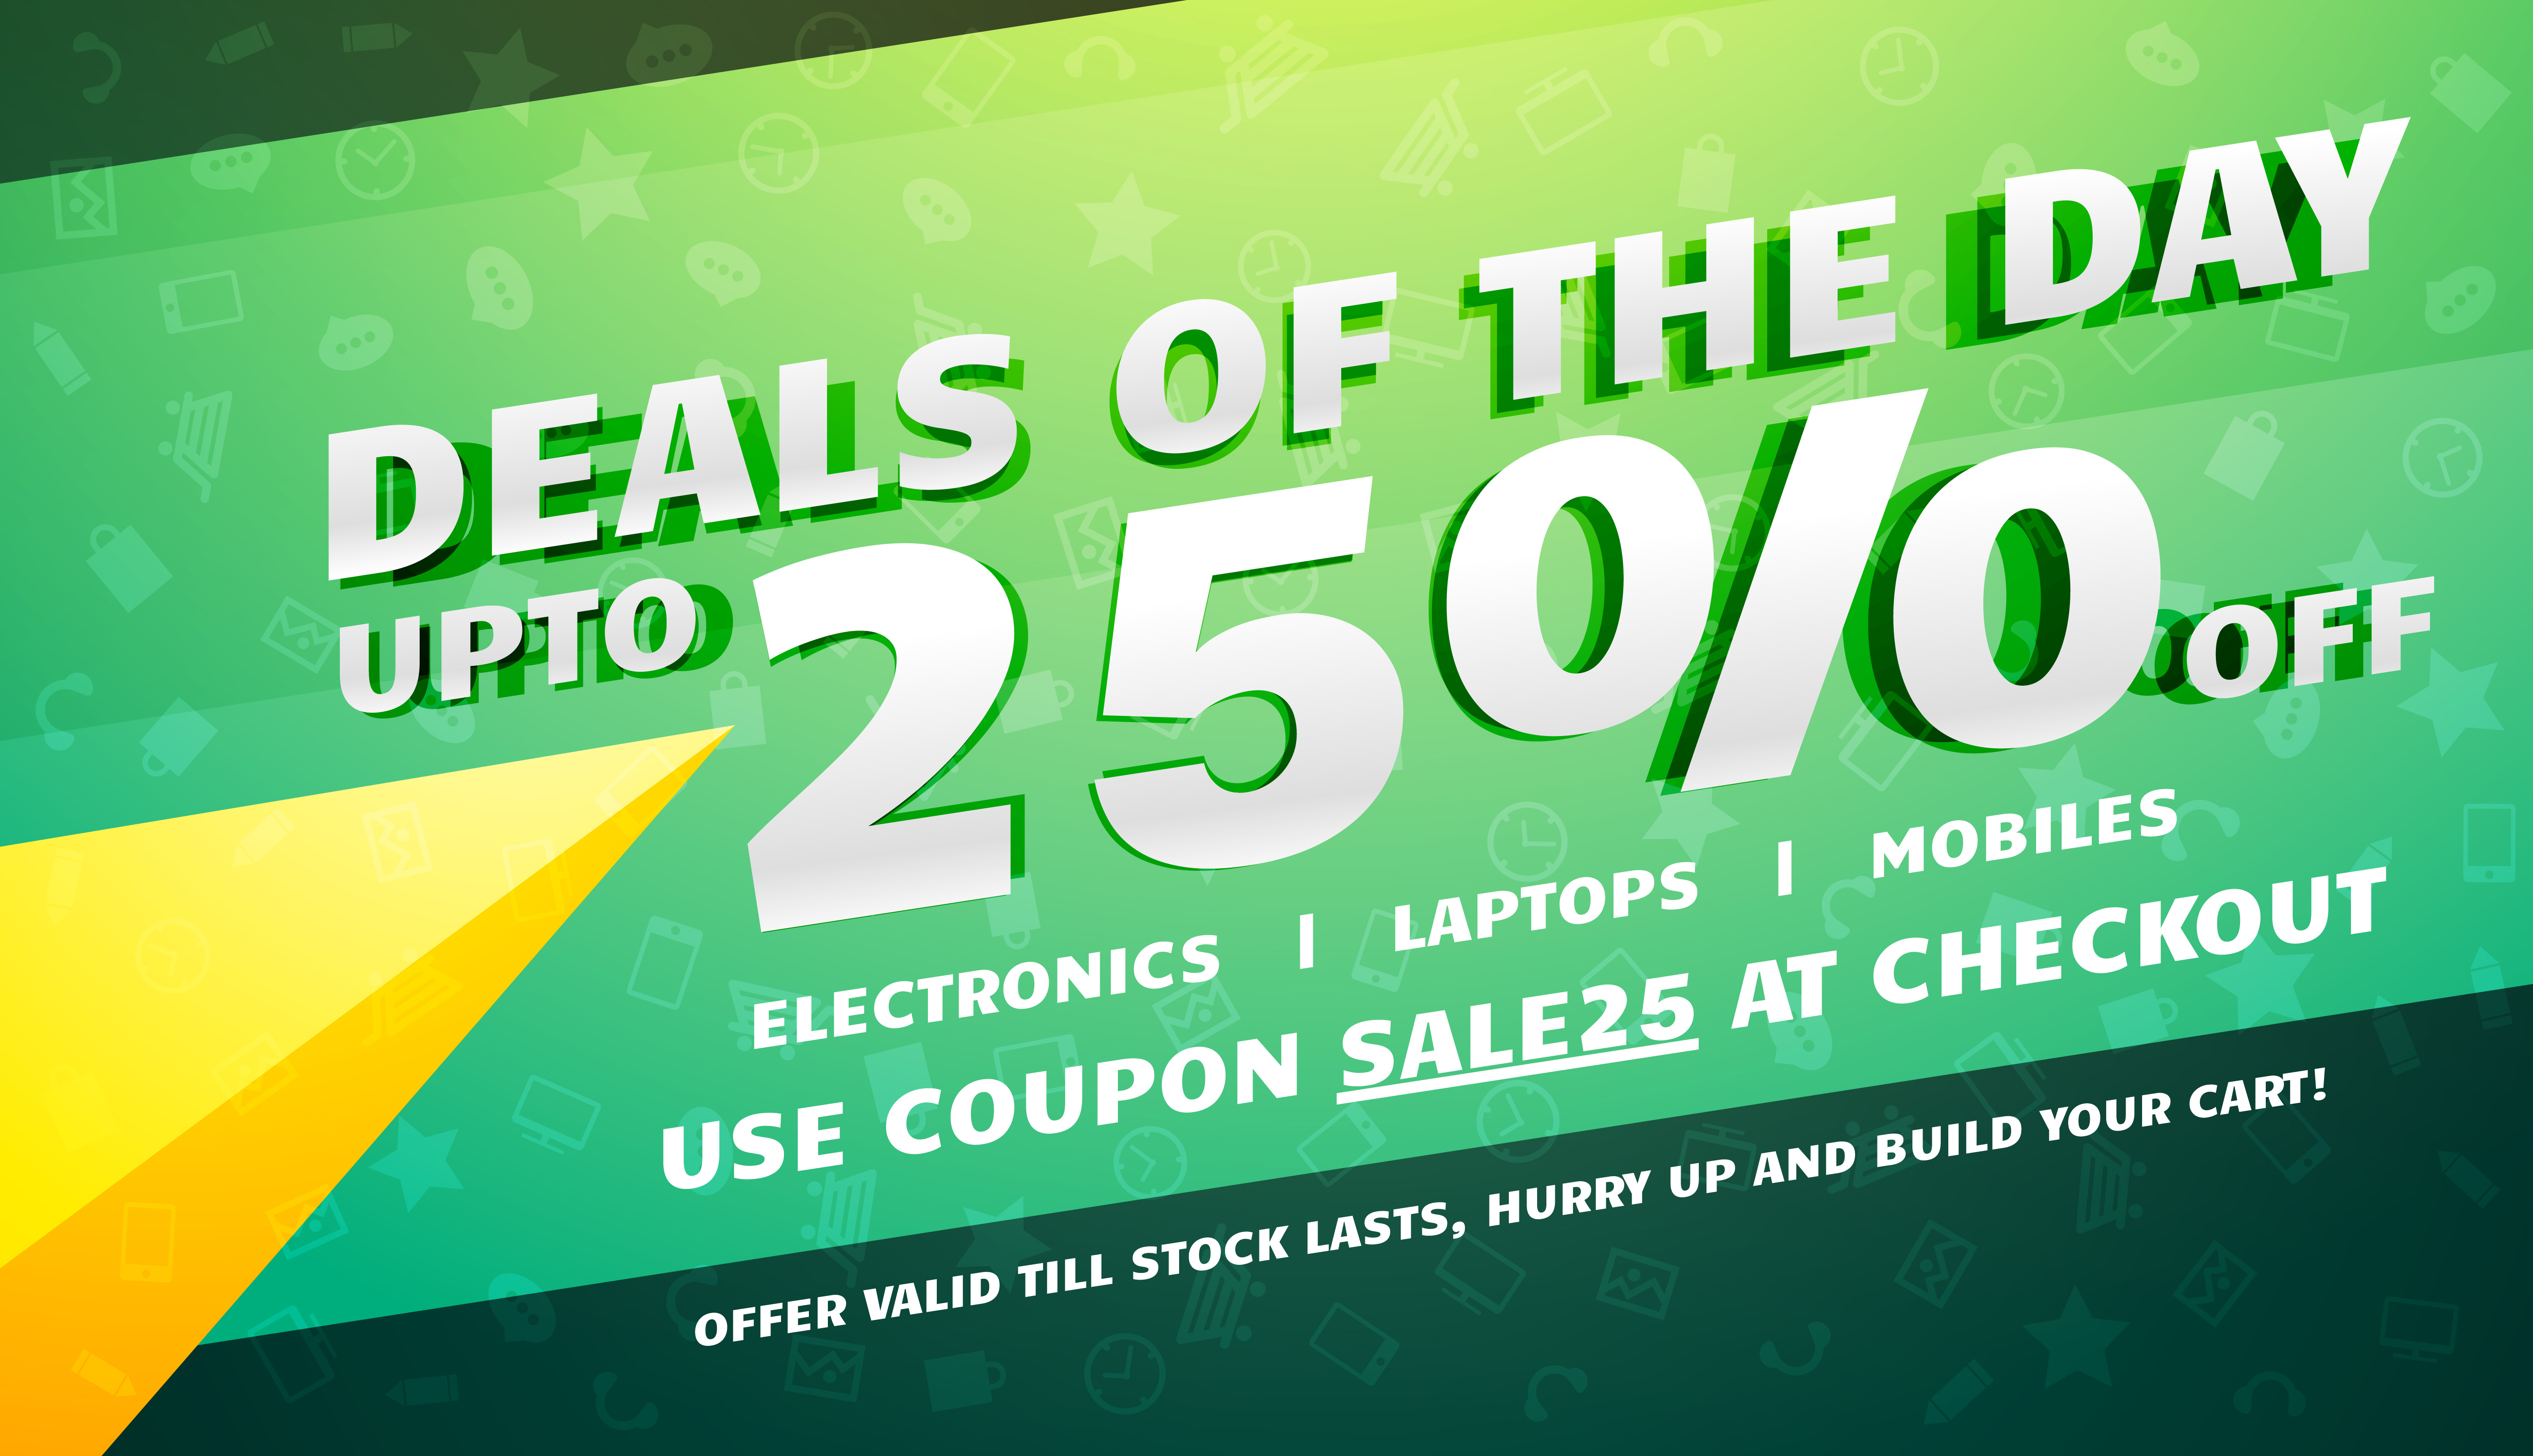 DEALS OF THE DAY
UPTO 25% OFF
ELECTRONICS | LAPTOPS | MOBILES
USE COUPON SALE25 AT CHECKOUT
OFFER VALID TILL STOCK LASTS, HURRY UP AND BUILD YOUR CART!